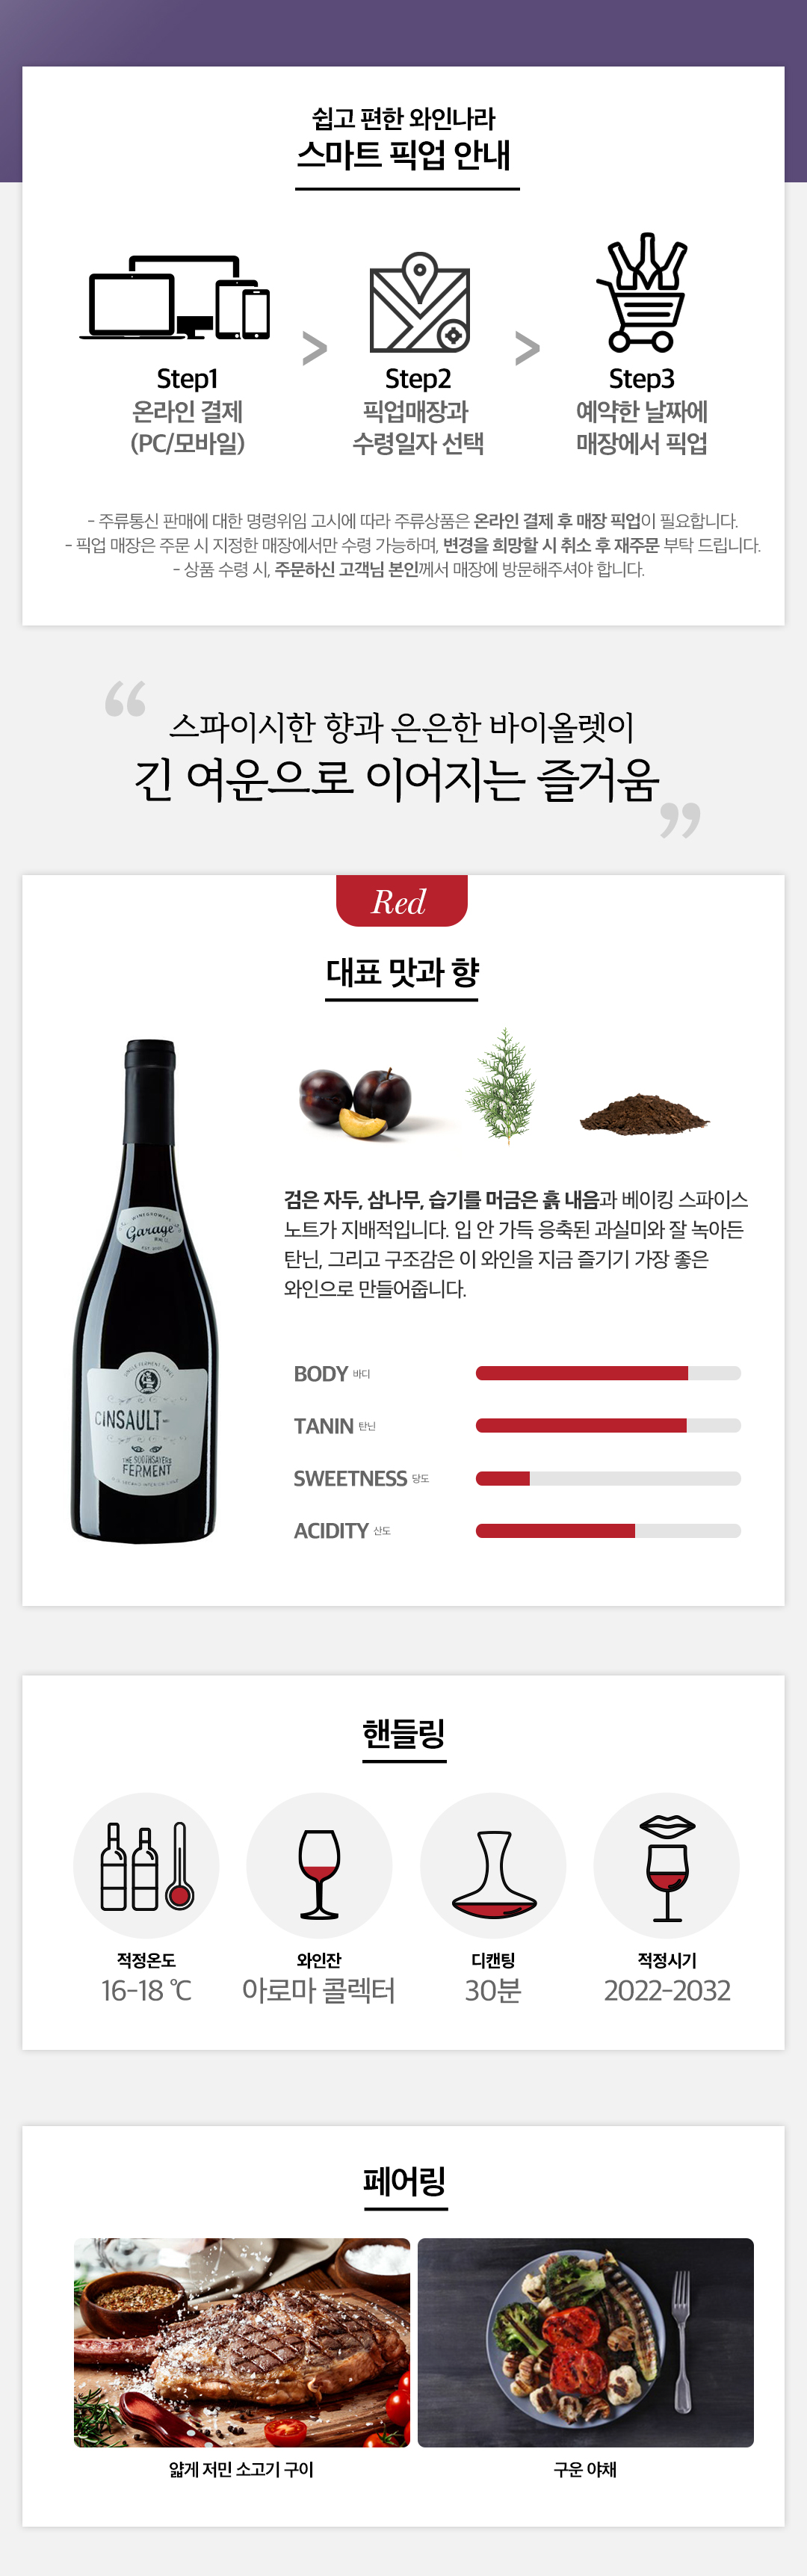 쉽고 편한 와인나라
스마트 픽업 안내
Step1
온라인 결제
(PC/모바일)
>
Step2
픽업매장과
수령일자 선택
>
Step3
예약한 날짜에
매장에서 픽업
- 주류통신 판매에 대한 명령위임 고시에 따라 주류상품은 온라인 결제 후 매장 픽업이 필요합니다.
- 픽업 매장은 주문 시 지정한 매장에서만 수령 가능하며, 변경을 희망할 시 취소 후 재주문 부탁 드립니다.
- 상품 수령 시, 주문하신 고객님 본인께서 매장에 방문해주셔야 합니다.
“ 스파이시한 향과 은은한 바이올렛이
긴 여운으로 이어지는 즐거움 ”
Red
대표 맛과 향
Garage
CINSAULT
THE SOOTHSAYERS
FERMENT
검은 자두, 삼나무, 습기를 머금은 흙 내음과 베이킹 스파이스
노트가 지배적입니다. 입 안 가득 응축된 과실미와 잘 녹아든
탄닌, 그리고 구조감은 이 와인을 지금 즐기기 가장 좋은
와인으로 만들어줍니다.
BODY 바디
TANIN 탄닌
SWEETNESS 당도
ACIDITY 산도
핸들링
적정온도
16-18 ℃
와인잔
아로마 콜렉터
디캔팅
30분
적정시기
2022-2032
페어링
얇게 저민 소고기 구이
구운 야채